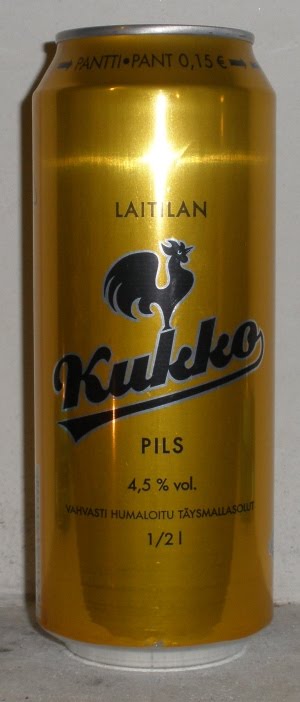 PANTTI•PANT 0,15 €
LAITILAN
Kukko
PILS
4,5 % vol.
VAHVASTI HUMALOITU TÄYSMALLASOLUT
1/2 l